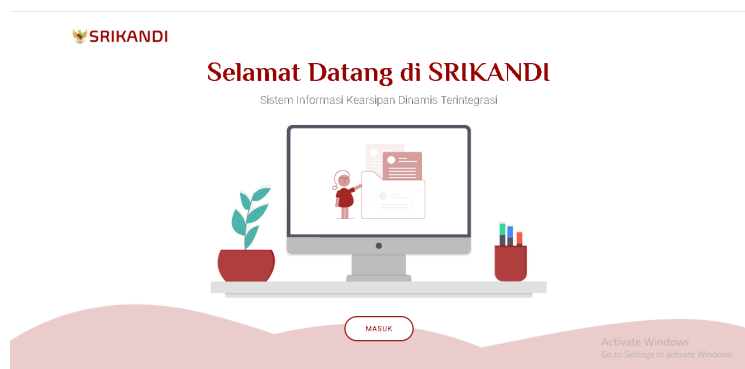 SRIKANDI
Selamat Datang di SRIKANDI
Sistem Informasi Kearsipan Dinamis Terintegrasi
MASUK
Activate Windows
Go to Settings to activate Windows.